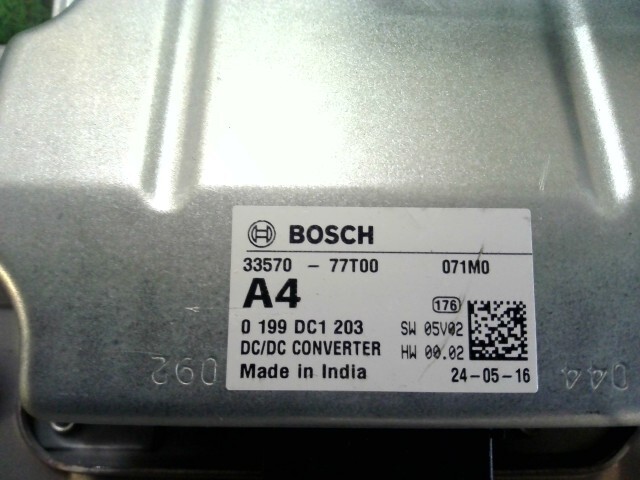 BOSCH
33570 - 77T00 071M0
A4 176
0 199 DC1 203 SW 05V02
DC/DC CONVERTER HW 00.02
Made in India 24-05-16
092 044